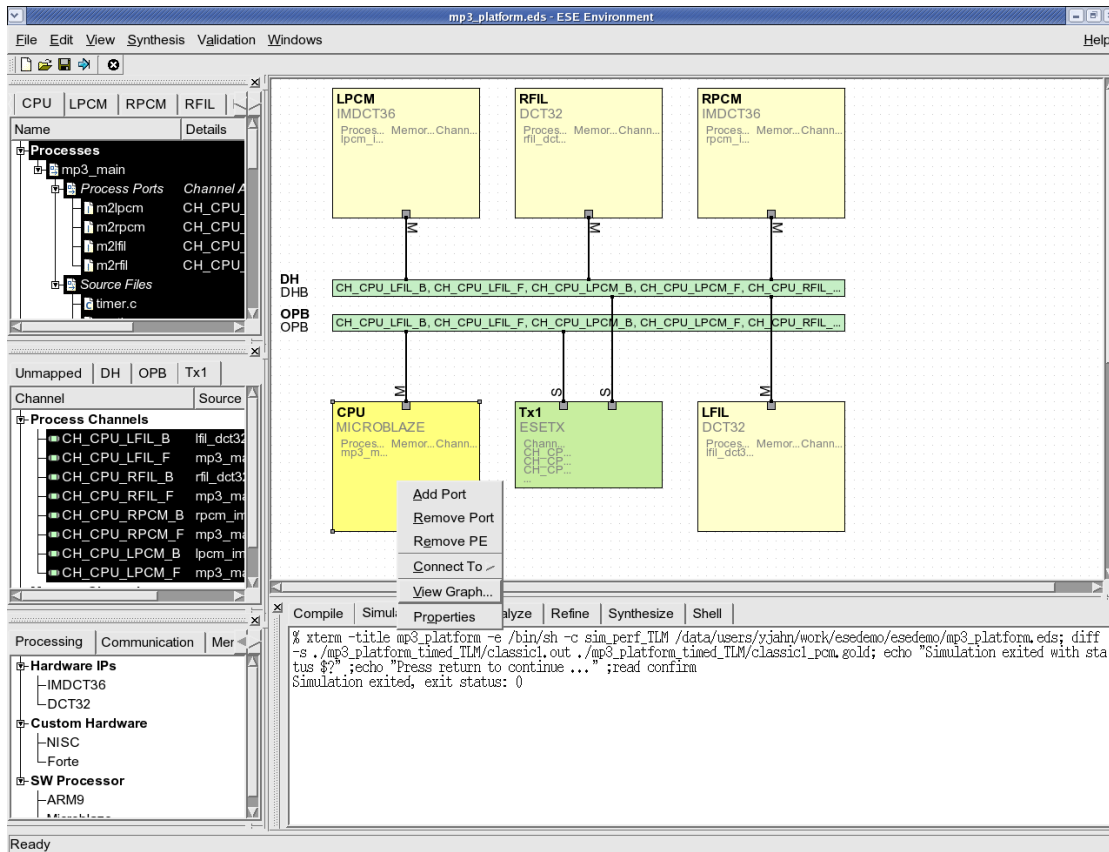 mp3_platform.eds - ESE Environment
File Edit View Synthesis Validation Windows Help
CPU LPCM RPCM RFIL
Name Details
Processes
mp3_main
Process Ports Channel A
m2lpcm CH_CPU_
m2rpcm CH_CPU_
m2lfil CH_CPU_
m2rfil CH_CPU_
Source Files
timer.c
Unmapped DH OPB Tx1
Channel Source
Process Channels
CH_CPU_LFIL_B lfil_dct32
CH_CPU_LFIL_F mp3_ma
CH_CPU_RFIL_B rfil_dct32
CH_CPU_RFIL_F mp3_ma
CH_CPU_RPCM_B rpcm_im
CH_CPU_RPCM_F mp3_ma
CH_CPU_LPCM_B lpcm_im
CH_CPU_LPCM_F mp3_ma
Processing Communication Mer
Hardware IPs
IMDCT36
DCT32
Custom Hardware
NISC
Forte
SW Processor
ARM9
LPCM
IMDCT36
Proces... Memor... Chann...
lpcm_i...
RFIL
DCT32
Proces... Memor... Chann...
rfil_dct...
RPCM
IMDCT36
Proces... Memor... Chann...
rpcm_i...
M M M
DH
DHB
CH_CPU_LFIL_B, CH_CPU_LFIL_F, CH_CPU_LPCM_B, CH_CPU_LPCM_F, CH_CPU_RFIL_...
OPB
OPB
CH_CPU_LFIL_B, CH_CPU_LFIL_F, CH_CPU_LPCM_B, CH_CPU_LPCM_F, CH_CPU_RFIL_...
M S S M
CPU
MICROBLAZE
Proces... Memor... Chann...
mp3_m...
Tx1
ESETX
Chann...
CH_CP...
CH_CP...
CH_CP...
...
LFIL
DCT32
Proces... Memor... Chann...
lfil_dct3...
Add Port
Remove Port
Remove PE
Connect To
View Graph...
Properties
Compile Simul alyze Refine Synthesize Shell
% xterm -title mp3_platform -e /bin/sh -c sim_perf_TLM /data/users/yjahn/work/esedemo/esedemo/mp3_platform.eds; diff
-s ./mp3_platform_timed_TLM/classic1.out ./mp3_platform_timed_TLM/classic1_pcm.gold; echo "Simulation exited with sta
tus $?" ;echo "Press return to continue ..." ;read confirm
Simulation exited, exit status: 0
Ready